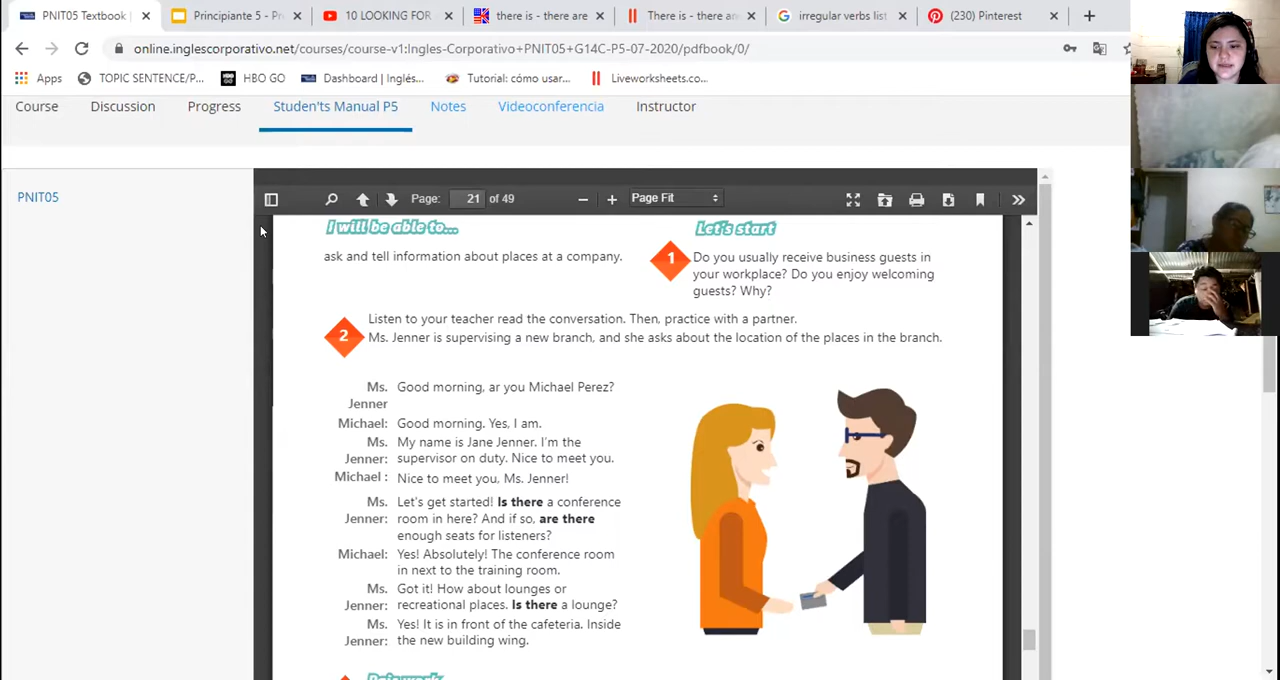 PNIT05 Textbook |
Principiante 5 - P
10 LOOKING FOR
there is - there are
There is - there ar
irregular verbs list
(230) Pinterest
online.inglescorporativo.net/courses/course-v1:Ingles-Corporativo+PNIT05+G14C-P5-07-2020/pdfbook/0/
Apps
TOPIC SENTENCE/P...
HBO GO
Dashboard | Inglés...
Tutorial: cómo usar...
Liveworksheets.co...
Course
Discussion
Progress
Studen'ts Manual P5
Notes
Videoconferencia
Instructor
PNIT05
Page: 21 of 49
Page Fit
I will be able to...
ask and tell information about places at a company.
Let's start
1
Do you usually receive business guests in
your workplace? Do you enjoy welcoming
guests? Why?
2
Listen to your teacher read the conversation. Then, practice with a partner.
Ms. Jenner is supervising a new branch, and she asks about the location of the places in the branch.
Ms. Good morning, ar you Michael Perez?
Jenner
Michael: Good morning. Yes, I am.
Ms. My name is Jane Jenner. I'm the
Jenner: supervisor on duty. Nice to meet you.
Michael : Nice to meet you, Ms. Jenner!
Ms. Let's get started! Is there a conference
Jenner: room in here? And if so, are there
enough seats for listeners?
Michael: Yes! Absolutely! The conference room
in next to the training room.
Ms. Got it! How about lounges or
Jenner: recreational places. Is there a lounge?
Ms. Yes! It is in front of the cafeteria. Inside
Jenner: the new building wing.